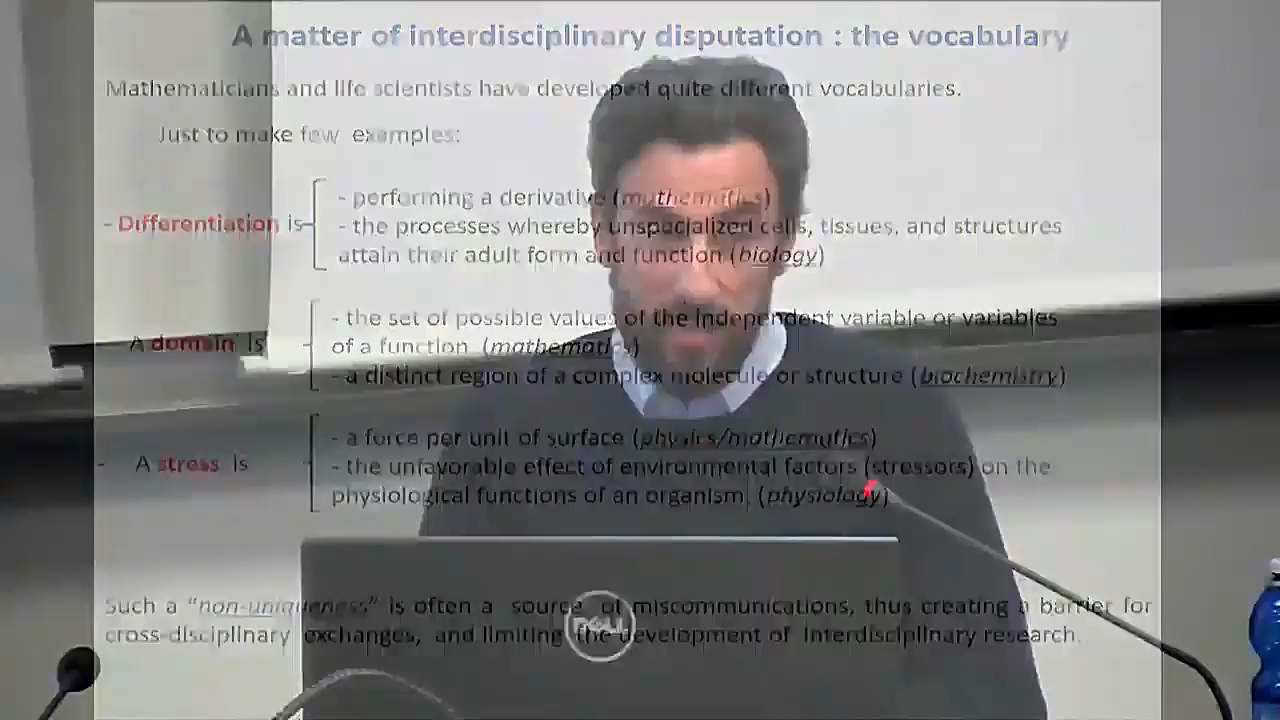 A matter of interdisciplinary disputation : the vocabulary
Mathematicians and life scientists have developed quite different vocabularies.
Just to make few examples:
- performing a derivative (mathematics)
- Differentiation is
- the processes whereby unspecialized cells, tissues, and structures
attain their adult form and function (biology)
- the set of possible values of the independent variable or variables
A domain is
of a function (mathematics)
- a distinct region of a complex molecule or structure (biochemistry)
- a force per unit of surface (physics/mathematics)
- A stress is
- the unfavorable effect of environmental factors (stressors) on the
physiological functions of an organism. (physiology)
Such a “non-uniqueness” is often a source of miscommunications, thus creating a barrier for
cross-disciplinary exchanges, and limiting the development of interdisciplinary research.
DELL